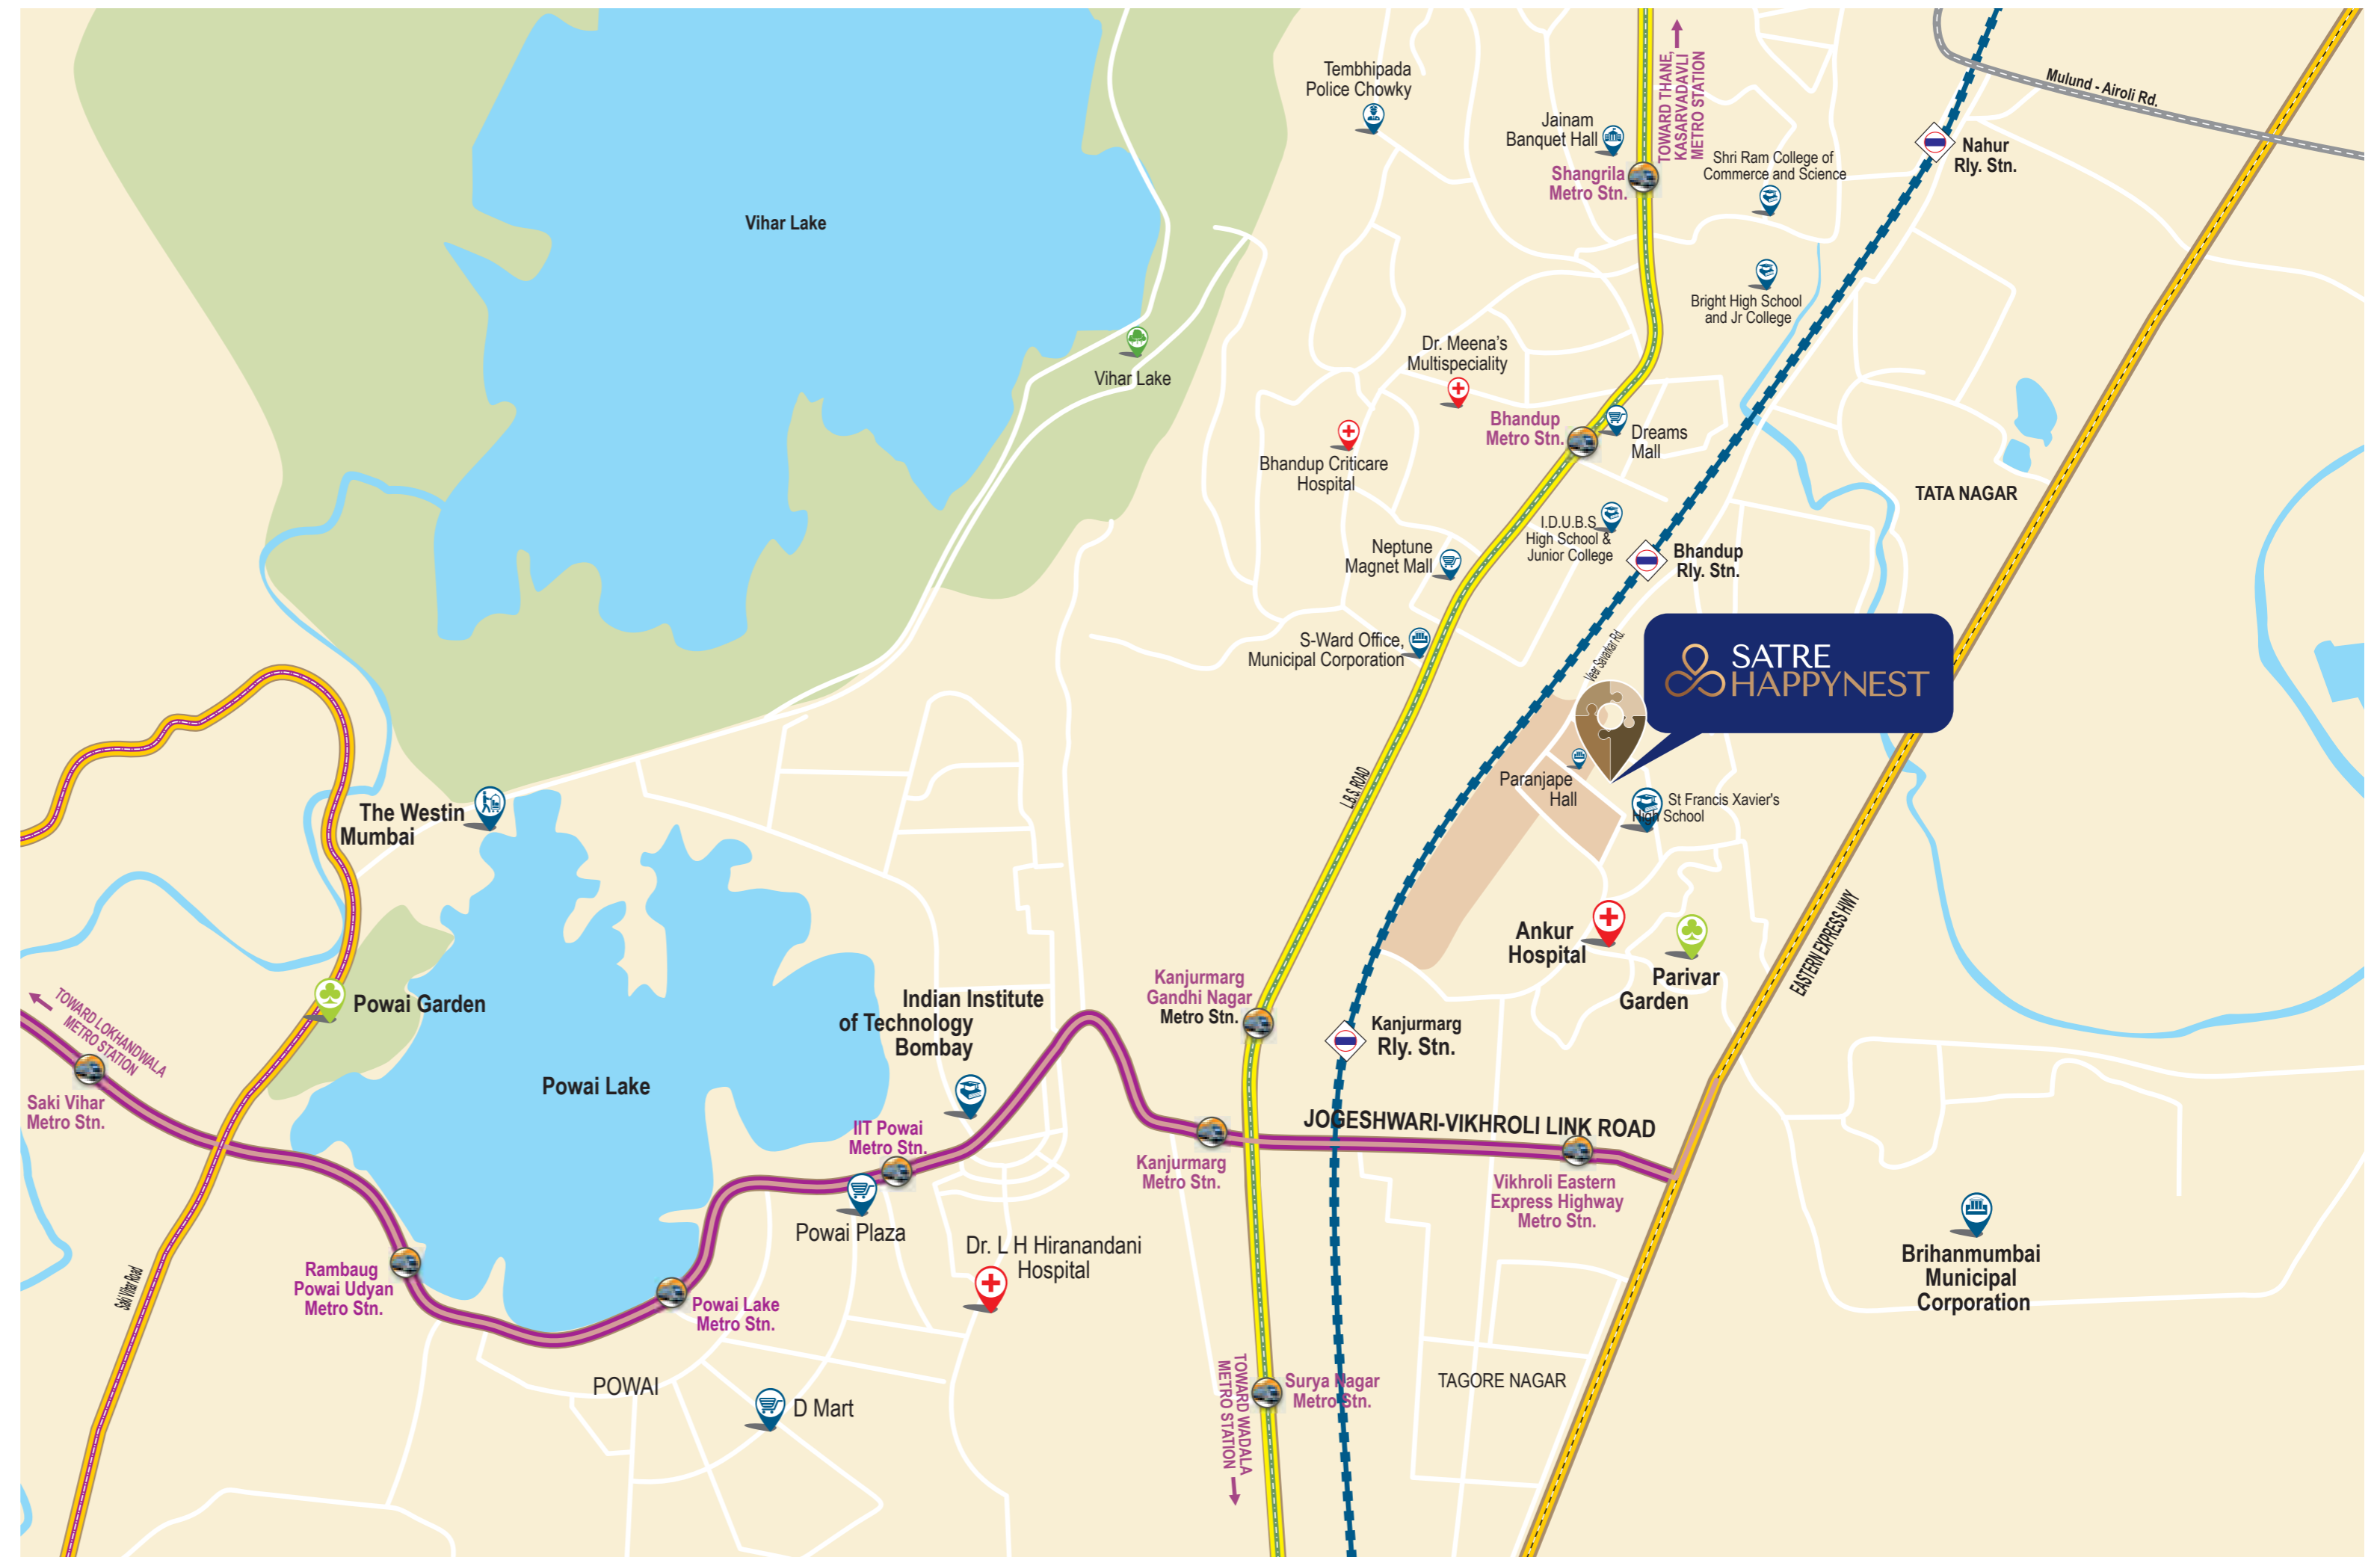 Tembhipada
Police Chowky
Jainam
Banquet Hall
TOWARD THANE,
KASARVADAVLI
METRO STATION
Shangrila
Metro Stn.
Shri Ram College of
Commerce and Science
Mulund - Airoli Rd.
Nahur
Rly. Stn.
Vihar Lake
Bright High School
and Jr College
Dr. Meena's
Multispeciality
Vihar Lake
Bhandup
Metro Stn.
Dreams
Mall
Bhandup Criticare
Hospital
TATA NAGAR
I.D.U.B.S
High School &
Junior College
Neptune
Magnet Mall
Bhandup
Rly. Stn.
S-Ward Office,
Municipal Corporation
Veer Savarkar Rd.
SATRE
HAPPYNEST
Paranjape
Hall
L.B.S. ROAD
St Francis Xavier's
High School
The Westin
Mumbai
Ankur
Hospital
Parivar
Garden
EASTERN EXPRESS HWY
Powai Garden
Indian Institute
of Technology
Bombay
Kanjurmarg
Gandhi Nagar
Metro Stn.
Kanjurmarg
Rly. Stn.
TOWARD LOKHANDWALA
METRO STATION
Saki Vihar
Metro Stn.
Powai Lake
IIT Powai
Metro Stn.
JOGESHWARI-VIKHROLI LINK ROAD
Kanjurmarg
Metro Stn.
Vikhroli Eastern
Express Highway
Metro Stn.
Powai Plaza
Dr. L H Hiranandani
Hospital
Brihanmumbai
Municipal
Corporation
Saki Vihar Road
Rambaug
Powai Udyan
Metro Stn.
Powai Lake
Metro Stn.
POWAI
D Mart
TOWARD WADALA
METRO STATION
Surya Nagar
Metro Stn.
TAGORE NAGAR